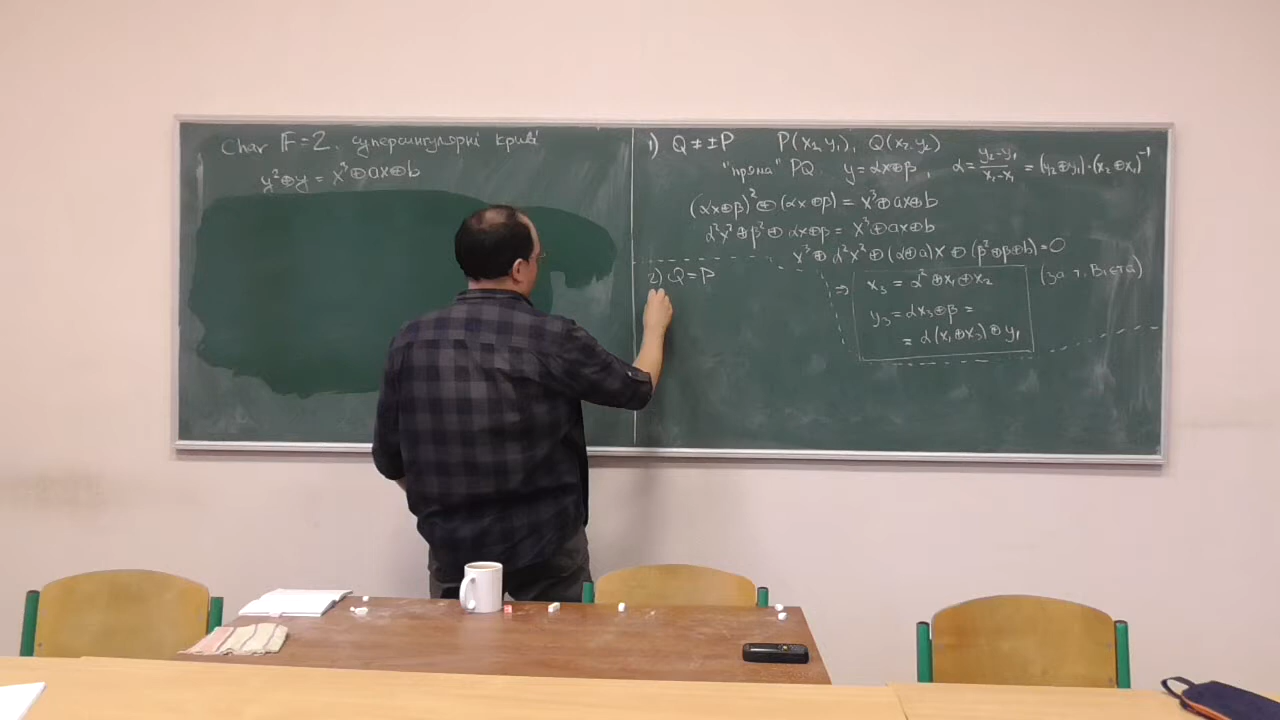 Char F = 2. суперсингулярні криві
y² ⊕ y = x³ ⊕ ax ⊕ b
1) Q ≠ ±P P(x₁, y₁), Q(x₂, y₂)
"пряма" PQ y = αx⊕β, α = (y₂-y₁)/(x₂-x₁) = (y₂⊕y₁)·(x₂⊕x₁)⁻¹
(αx⊕β)² ⊕ (αx⊕β) = x³⊕ax⊕b
α²x²⊕β²⊕αx⊕β = x³⊕ax⊕b
x³ ⊕ α²x² ⊕ (α⊕a)x ⊕ (β²⊕β⊕b) = 0
⇒ x₃ = α² ⊕ x₁ ⊕ x₂ (за т. Вієта)
y₃ = αx₃⊕β =
= α(x₁⊕x₃) ⊕ y₁
2) Q = P